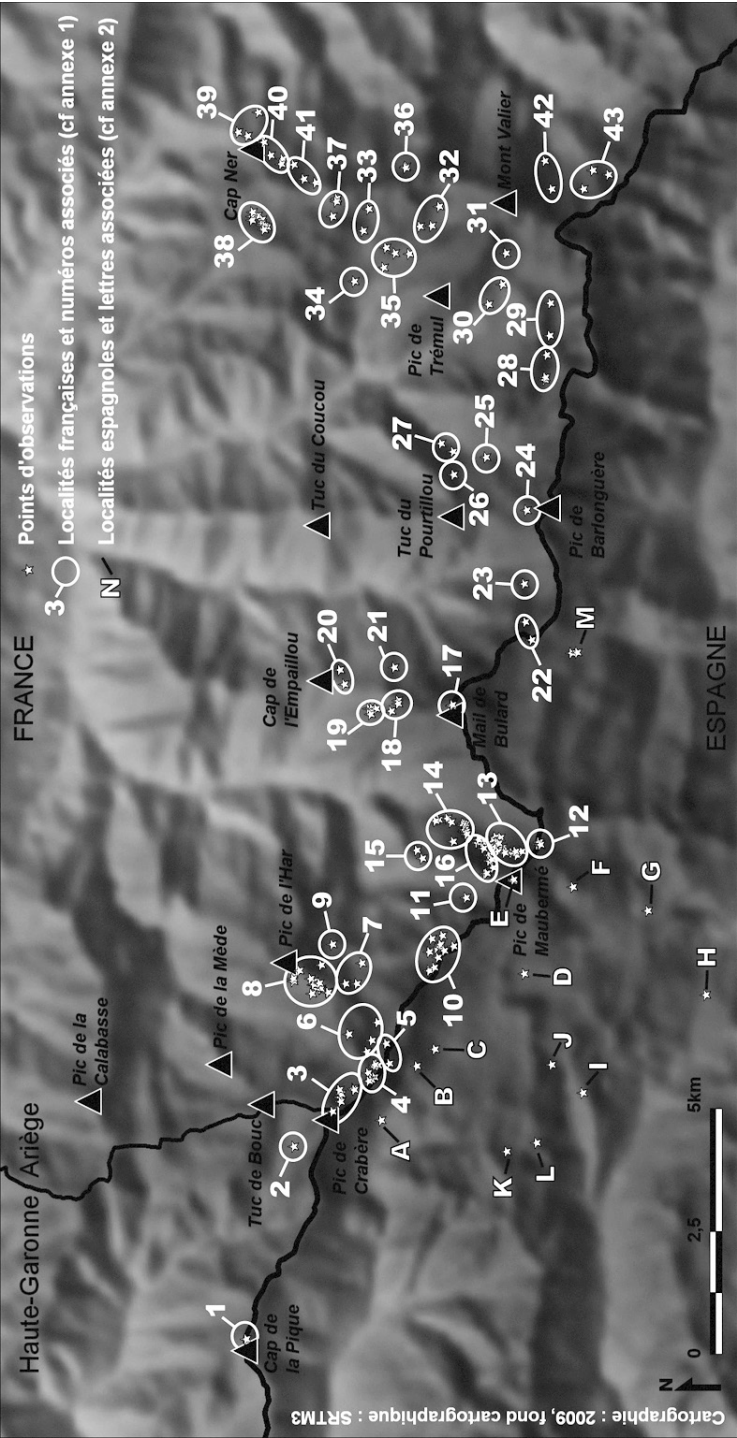 Haute-Garonne
Ariège
FRANCE
Points d'observations
3 Localités françaises et numéros associés (cf annexe 1)
N Localités espagnoles et lettres associées (cf annexe 2)
Pic de la
Calabasse
Pic de la Mède
Tuc de Bouc
Pic de l'Har
Cap de
l'Empaillou
Tuc du Coucou
Cap Ner
Cap de
la Pique
Pic de
Crabère
Pic de
Maubermé
Mail de
Bulard
Tuc du
Pourtillou
Pic de
Barlonguère
Pic de
Trémul
Mont Valier
1
2
3
4
5
6
7
8
9
10
11
12
13
14
15
16
17
18
19
20
21
22
23
24
25
26
27
28
29
30
31
32
33
34
35
36
37
38
39
40
41
42
43
A
B
C
D
E
F
G
H
I
J
K
L
M
ESPAGNE
N
0
2,5
5km
Cartographie : 2009, fond cartographique : SRTM3